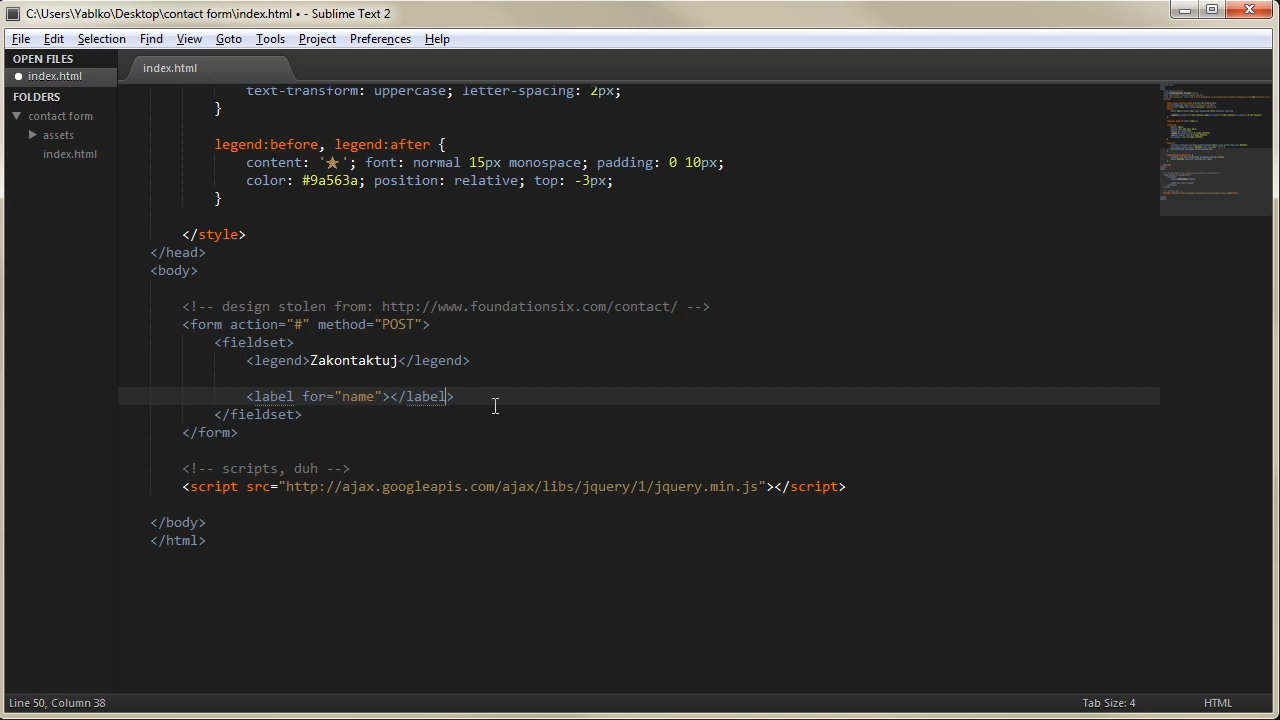 C:\Users\Yablko\Desktop\contact form\index.html • - Sublime Text 2
File Edit Selection Find View Goto Tools Project Preferences Help
OPEN FILES
index.html
FOLDERS
contact form
assets
index.html
index.html
text-transform: uppercase; letter-spacing: 2px;
}
legend:before, legend:after {
content: '★'; font: normal 15px monospace; padding: 0 10px;
color: #9a563a; position: relative; top: -3px;
}
</style>
</head>
<body>
<!-- design stolen from: http://www.foundationsix.com/contact/ -->
<form action="#" method="POST">
<fieldset>
<legend>Zakontaktuj</legend>
<label for="name"></label>
</fieldset>
</form>
<!-- scripts, duh -->
<script src="http://ajax.googleapis.com/ajax/libs/jquery/1/jquery.min.js"></script>
</body>
</html>
Line 50, Column 38
Tab Size: 4
HTML